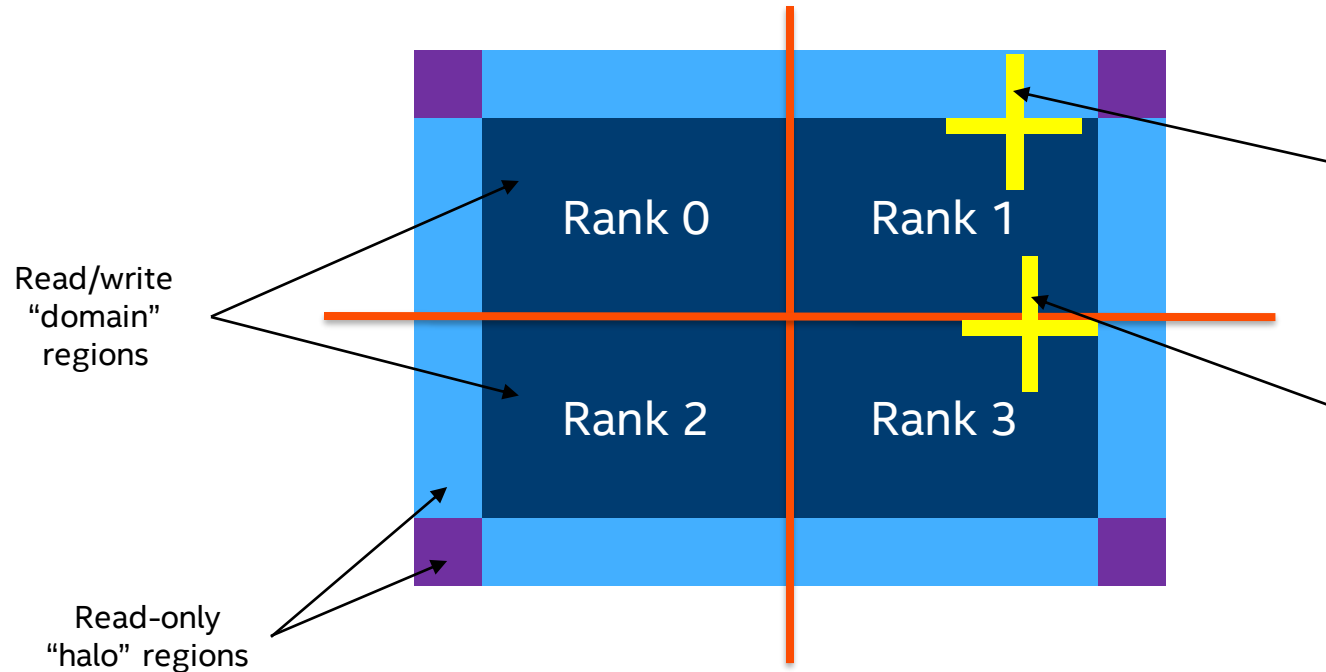 Rank 0
Rank 1
Read/write
“domain”
regions
Rank 2
Rank 3
Read-only
“halo” regions